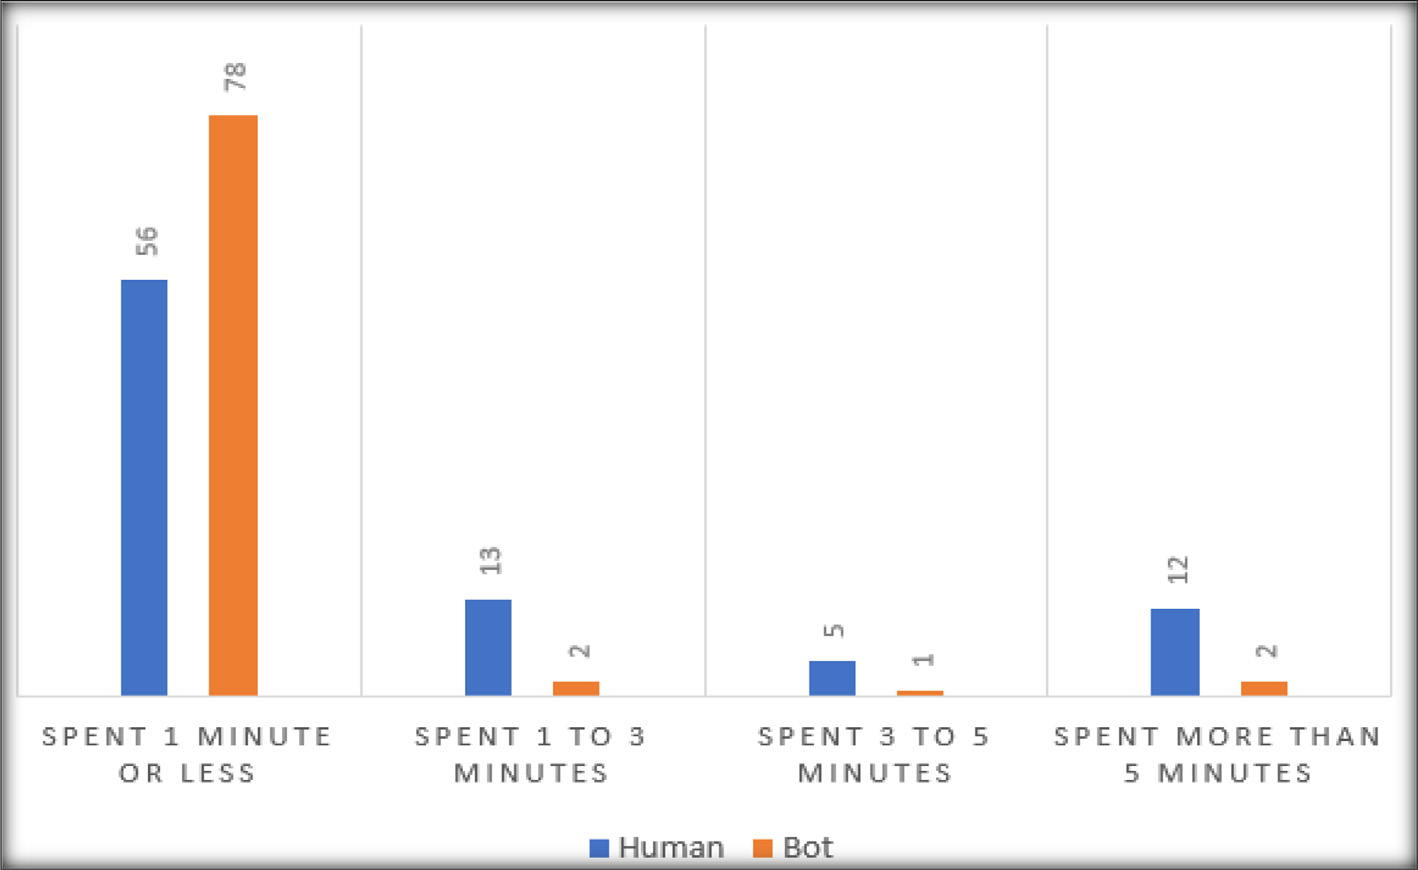 78
56
13
2
5
1
12
2
SPENT 1 MINUTE
OR LESS
SPENT 1 TO 3
MINUTES
SPENT 3 TO 5
MINUTES
SPENT MORE THAN
5 MINUTES
Human
Bot